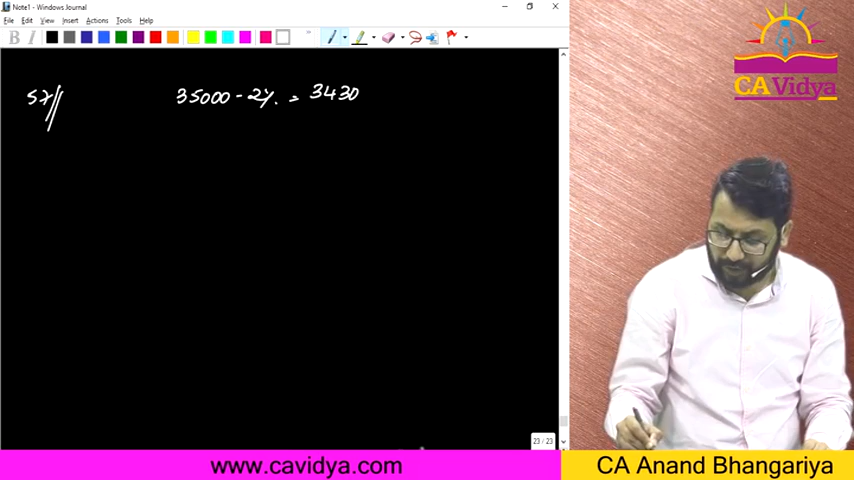 Note1 - Windows Journal
File Edit View Insert Actions Tools Help
B I
57 35000 - 2% = 3430
23 / 23
CA Vidya
www.cavidya.com
CA Anand Bhangariya